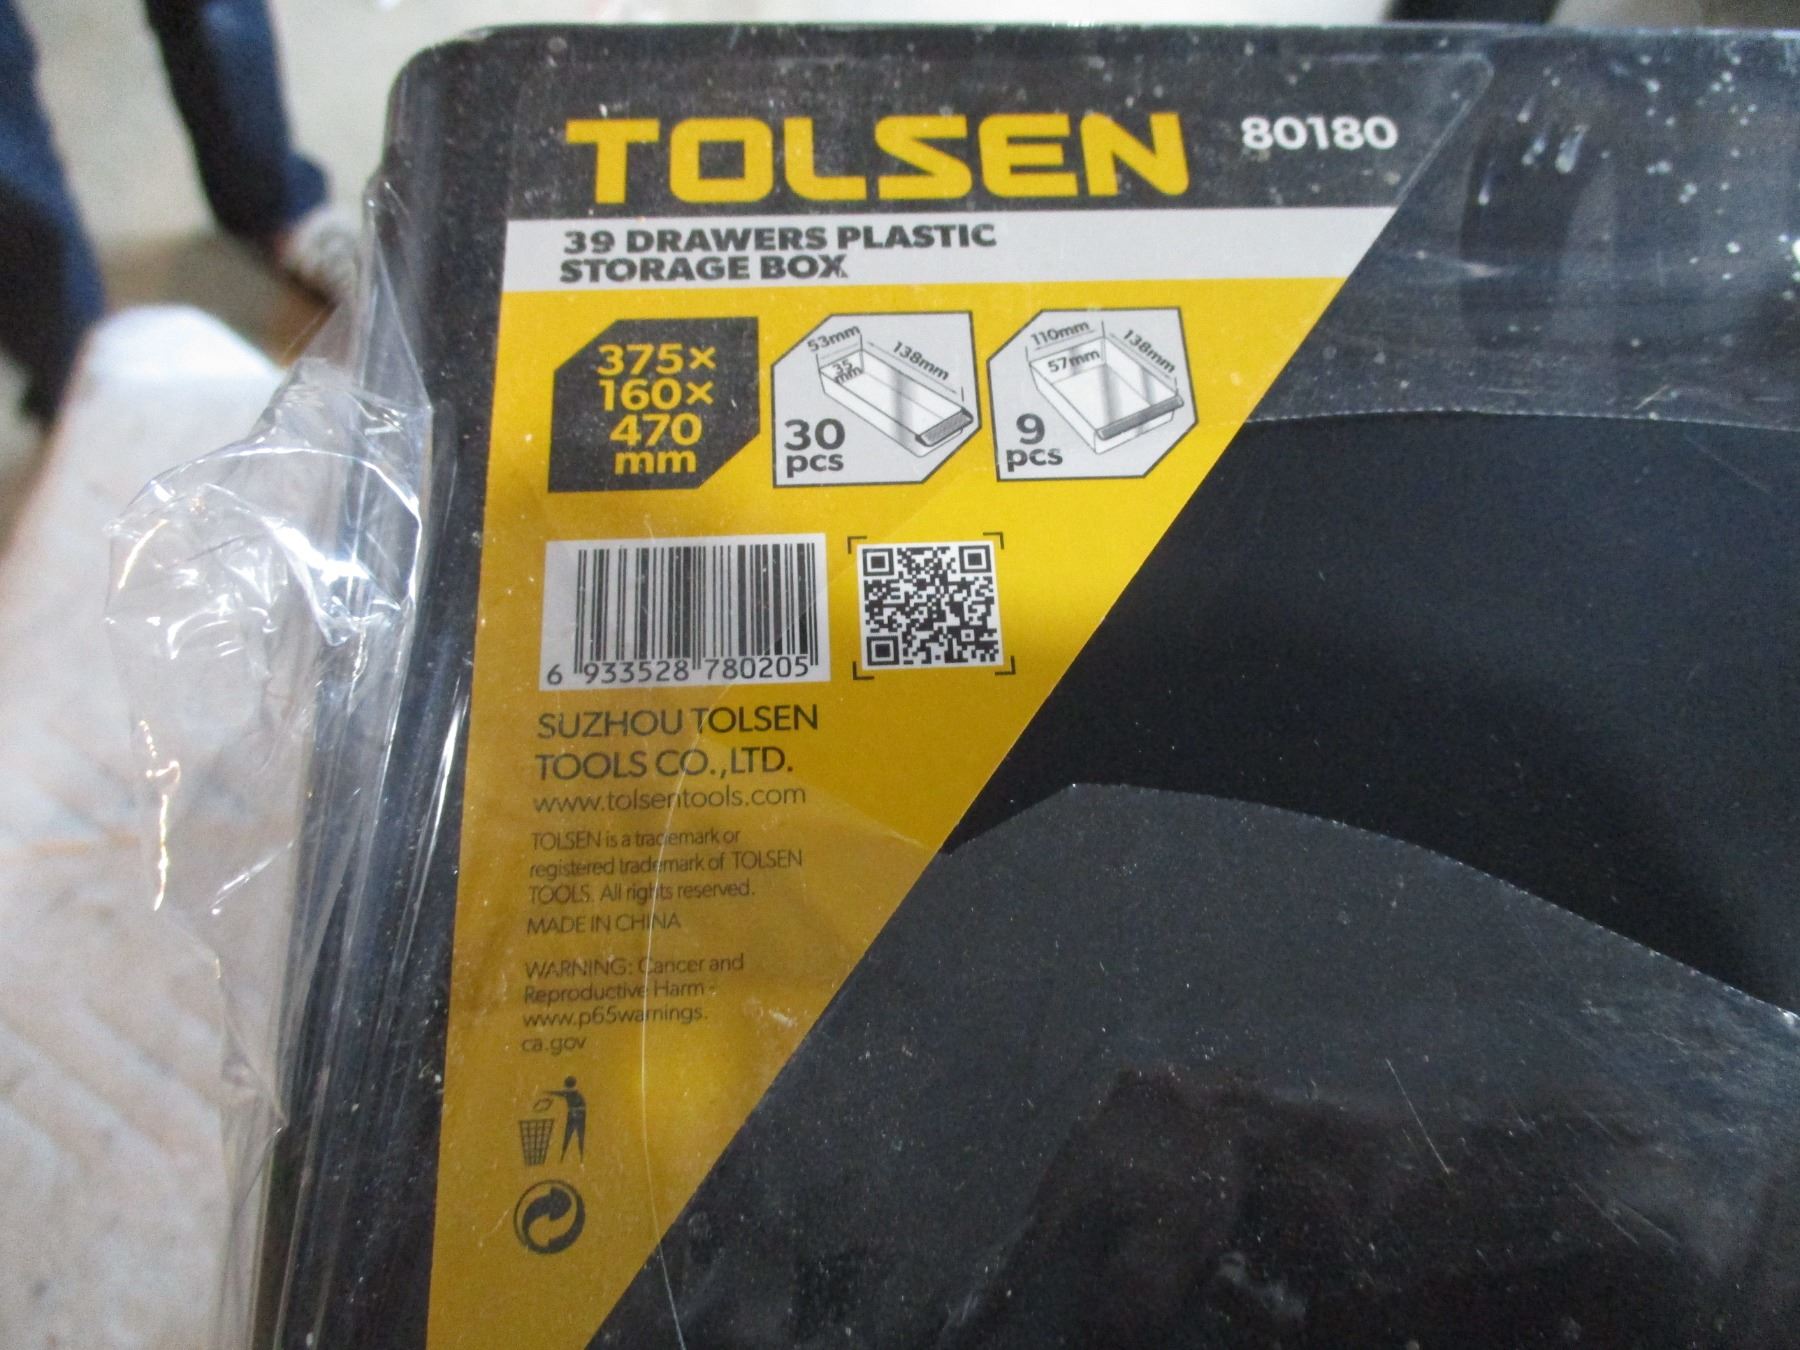 TOLSEN 80180
39 DRAWERS PLASTIC
STORAGE BOX
375×
160×
470
mm
53mm
138mm
35
mm
30
pcs
110mm
138mm
57mm
9
pcs
6 933528 780205
SUZHOU TOLSEN
TOOLS CO.,LTD.
www.tolsentools.com
TOLSEN is a trademark or
registered trademark of TOLSEN
TOOLS. All rights reserved.
MADE IN CHINA
WARNING: Cancer and
Reproductive Harm -
www.p65warnings.
ca.gov